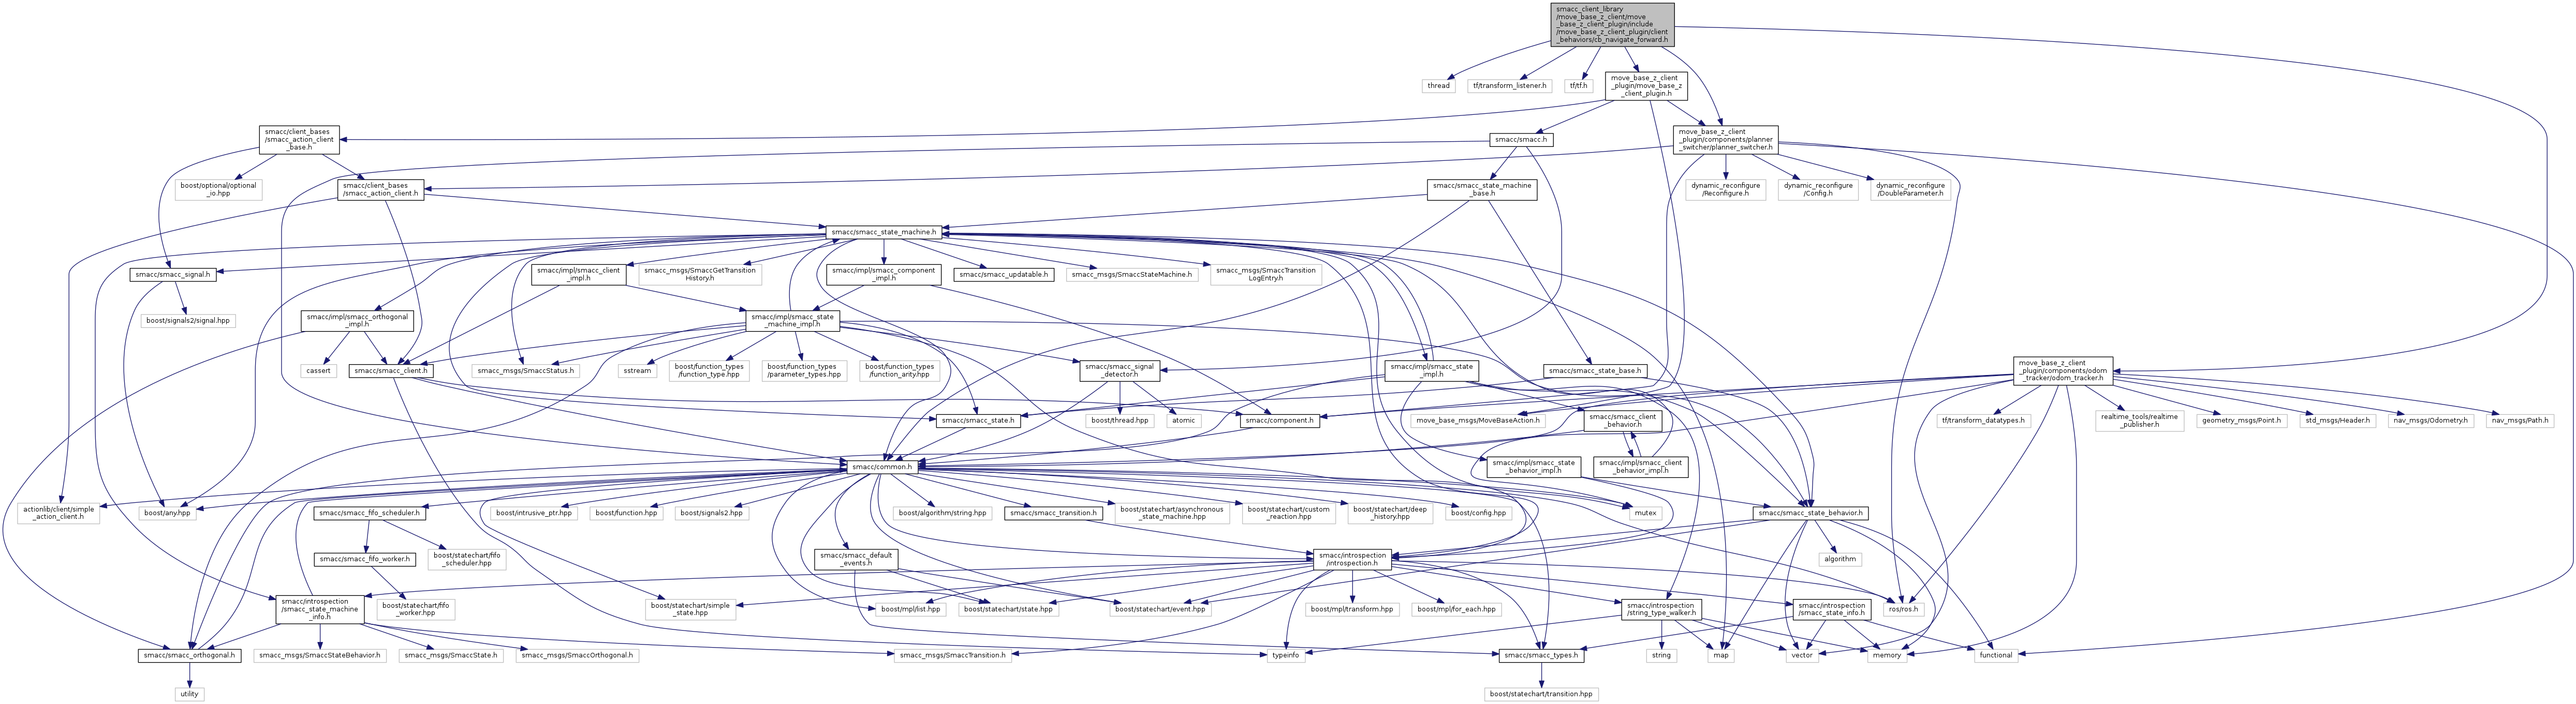 smacc_client_library
/move_base_z_client/move
_base_z_client_plugin/include
/move_base_z_client_plugin/client
_behaviors/cb_navigate_forward.h
thread
tf/transform_listener.h
tf/tf.h
move_base_z_client
_plugin/move_base_z
_client_plugin.h
smacc/client_bases
/smacc_action_client
_base.h
smacc/smacc.h
move_base_z_client
_plugin/components/planner
_switcher/planner_switcher.h
boost/optional/optional
_io.hpp
smacc/client_bases
/smacc_action_client.h
smacc/smacc_state_machine
_base.h
dynamic_reconfigure
/Reconfigure.h
dynamic_reconfigure
/Config.h
dynamic_reconfigure
/DoubleParameter.h
smacc/smacc_state_machine.h
smacc/smacc_signal.h
smacc/impl/smacc_client
_impl.h
smacc_msgs/SmaccGetTransition
History.h
smacc/impl/smacc_component
_impl.h
smacc/smacc_updatable.h
smacc_msgs/SmaccStateMachine.h
smacc_msgs/SmaccTransition
LogEntry.h
boost/signals2/signal.hpp
smacc/impl/smacc_orthogonal
_impl.h
smacc/impl/smacc_state
_machine_impl.h
cassert
smacc/smacc_client.h
smacc_msgs/SmaccStatus.h
sstream
boost/function_types
/function_type.hpp
boost/function_types
/parameter_types.hpp
boost/function_types
/function_arity.hpp
smacc/smacc_signal
_detector.h
smacc/impl/smacc_state
_impl.h
smacc/smacc_state_base.h
move_base_z_client
_plugin/components/odom
_tracker/odom_tracker.h
smacc/smacc_state.h
boost/thread.hpp
atomic
smacc/component.h
move_base_msgs/MoveBaseAction.h
smacc/smacc_client
_behavior.h
tf/transform_datatypes.h
realtime_tools/realtime
_publisher.h
geometry_msgs/Point.h
std_msgs/Header.h
nav_msgs/Odometry.h
nav_msgs/Path.h
smacc/common.h
smacc/impl/smacc_state
_behavior_impl.h
smacc/impl/smacc_client
_behavior_impl.h
actionlib/client/simple
_action_client.h
boost/any.hpp
smacc/smacc_fifo_scheduler.h
boost/intrusive_ptr.hpp
boost/function.hpp
boost/signals2.hpp
boost/algorithm/string.hpp
smacc/smacc_transition.h
boost/statechart/asynchronous
_state_machine.hpp
boost/statechart/custom
_reaction.hpp
boost/statechart/deep
_history.hpp
boost/config.hpp
mutex
smacc/smacc_state_behavior.h
smacc/smacc_fifo_worker.h
boost/statechart/fifo
_scheduler.hpp
smacc/smacc_default
_events.h
smacc/introspection
/introspection.h
algorithm
smacc/introspection
/smacc_state_machine
_info.h
boost/statechart/fifo
_worker.hpp
boost/statechart/simple
_state.hpp
boost/mpl/list.hpp
boost/statechart/state.hpp
boost/statechart/event.hpp
boost/mpl/transform.hpp
boost/mpl/for_each.hpp
smacc/introspection
/string_type_walker.h
smacc/introspection
/smacc_state_info.h
ros/ros.h
smacc/smacc_orthogonal.h
smacc_msgs/SmaccStateBehavior.h
smacc_msgs/SmaccState.h
smacc_msgs/SmaccOrthogonal.h
smacc_msgs/SmaccTransition.h
typeinfo
smacc/smacc_types.h
string
map
vector
memory
functional
utility
boost/statechart/transition.hpp